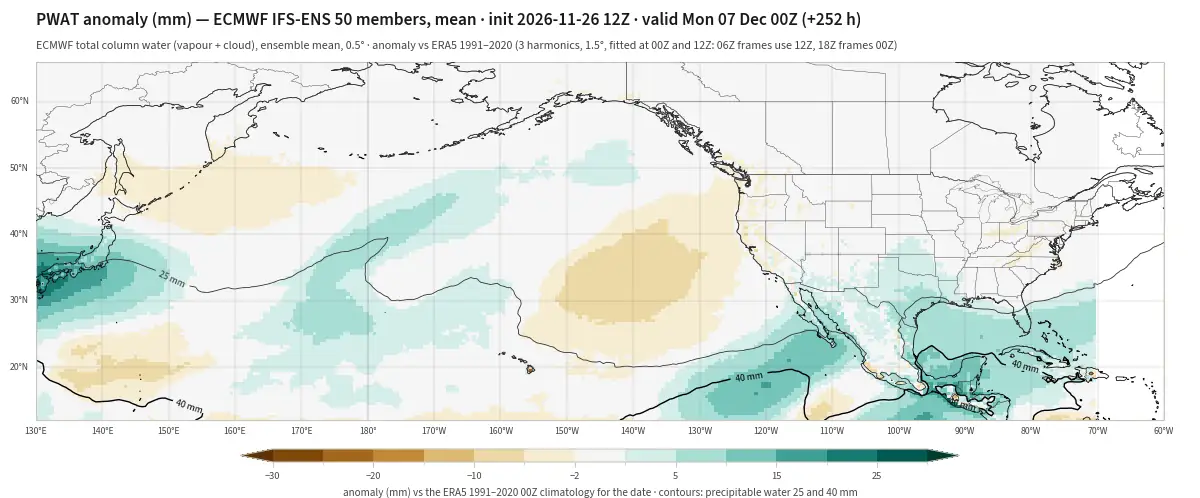 PWAT anomaly (mm) — ECMWF IFS-ENS 50 members, mean · init 2026-11-26 12Z · valid Mon 07 Dec 00Z (+252 h)
ECMWF total column water (vapour + cloud), ensemble mean, 0.5° · anomaly vs ERA5 1991–2020 (3 harmonics, 1.5°, fitted at 00Z and 12Z: 06Z frames use 12Z, 18Z frames 00Z)
60°N
50°N
40°N
25 mm
30°N
20°N
40 mm
40 mm
40 mm
130°E 140°E 150°E 160°E 170°E 180° 170°W 160°W 150°W 140°W 130°W 120°W 110°W 100°W 90°W 80°W 70°W 60°W
−30 −20 −10 −2 5 15 25
anomaly (mm) vs the ERA5 1991–2020 00Z climatology for the date · contours: precipitable water 25 and 40 mm